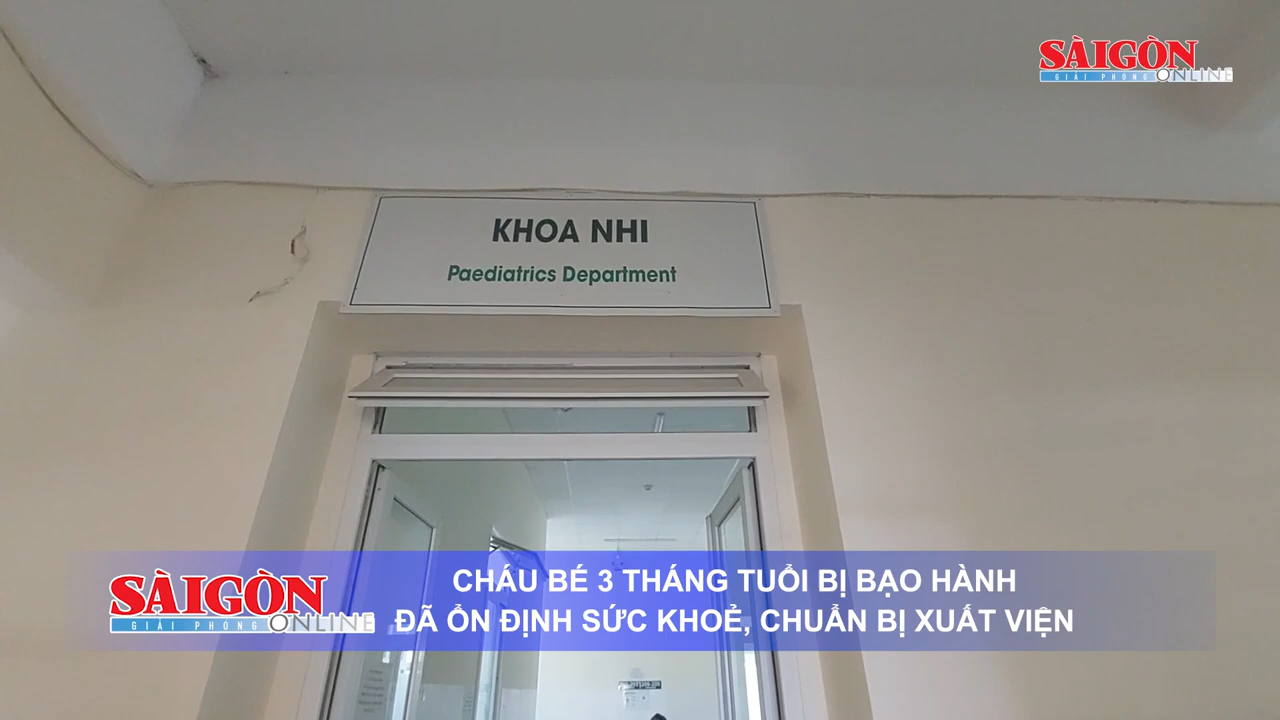 SÀIGÒN
GIẢI PHÓNG ONLINE
KHOA NHI
Paediatrics Department
SÀIGÒN
GIẢI PHÓNG ONLINE
CHÁU BÉ 3 THÁNG TUỔI BỊ BẠO HÀNH
ĐÃ ỔN ĐỊNH SỨC KHOẺ, CHUẨN BỊ XUẤT VIỆN